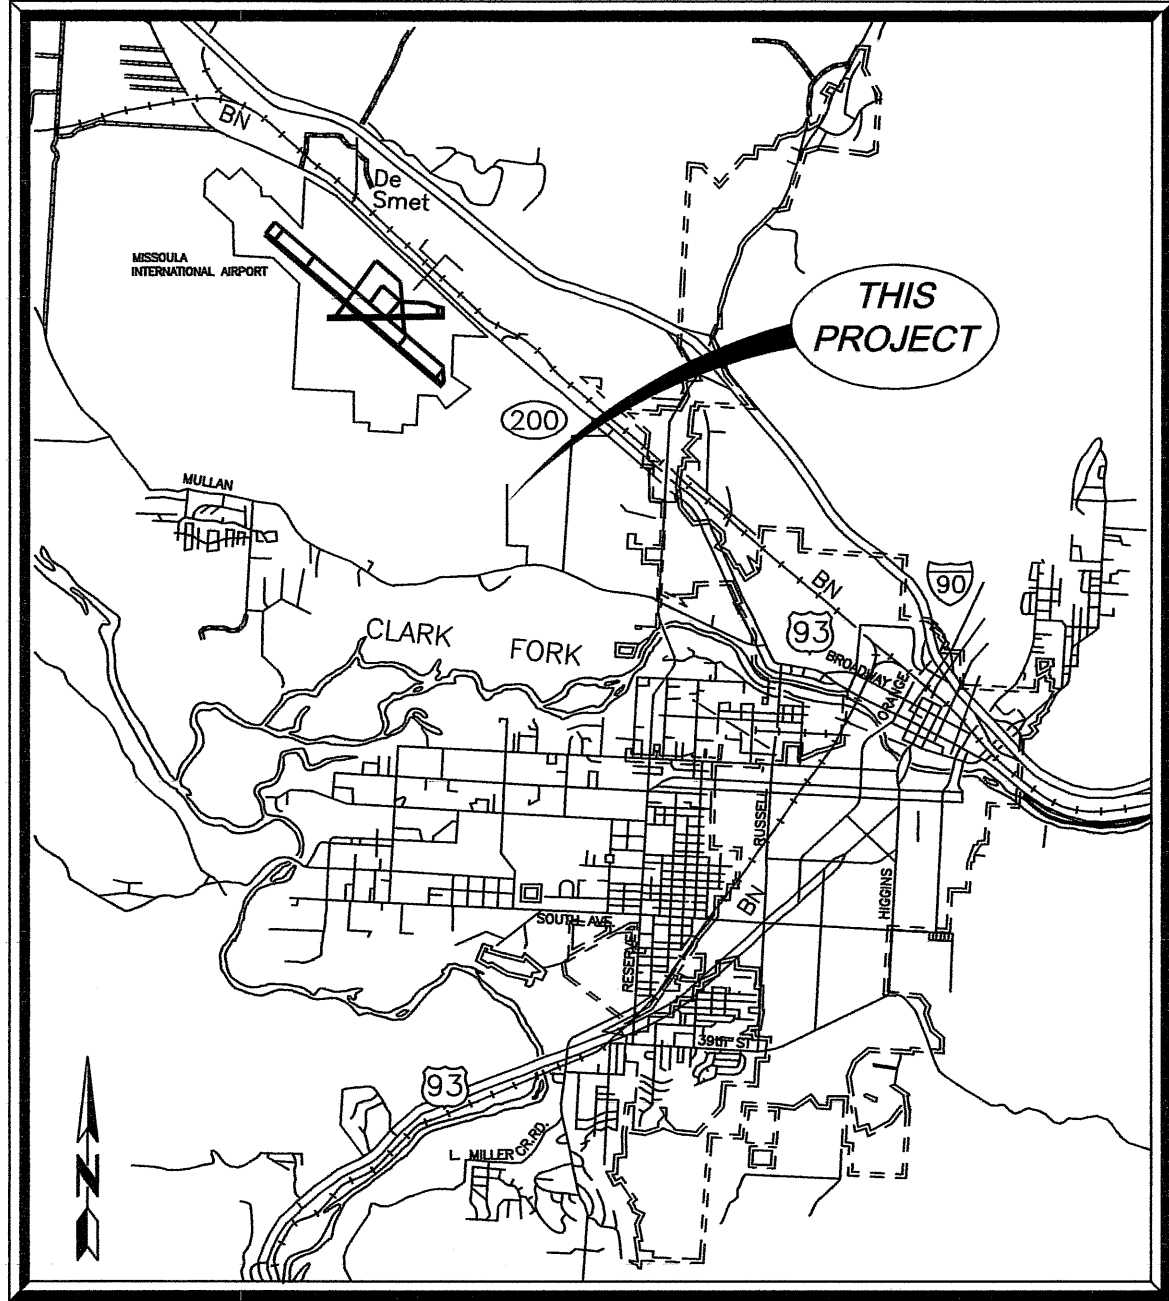 BN
De
Smet
MISSOULA
INTERNATIONAL AIRPORT
THIS
PROJECT
200
MULLAN
BN
90
93
CLARK FORK
BROADWAY
ORANGE
RUSSELL
HIGGINS
BN
SOUTH AVE
RESERVE
39th ST
93
MILLER CR. RD.
N